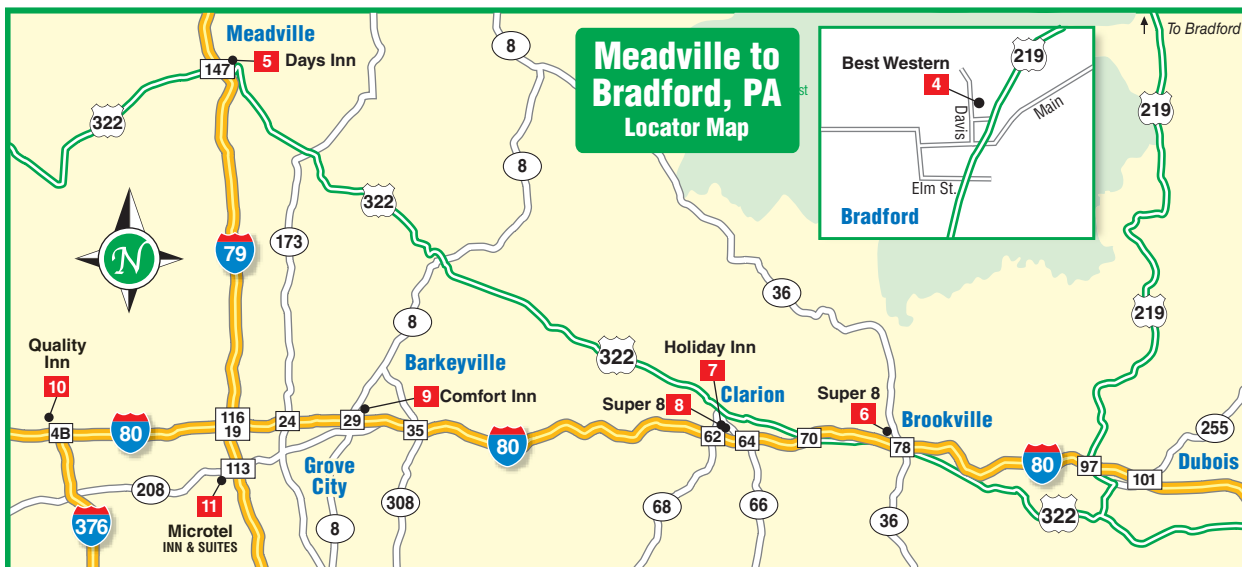 Meadville to
Bradford, PA
Locator Map
Meadville
147
5 Days Inn
322
8
To Bradford
219
Best Western
4
Davis
Main
Elm St.
Bradford
219
st
8
322
N
79
173
36
219
8
Quality
Inn
10
Barkeyville
322
Holiday Inn
7
Clarion
Super 8
6
Brookville
9 Comfort Inn
Super 8 8
4B
80
116
19
24
29
35
80
62
64
70
78
80
97
101
255
Dubois
113
208
11
Microtel
INN & SUITES
Grove
City
308
68
66
36
322
376
8